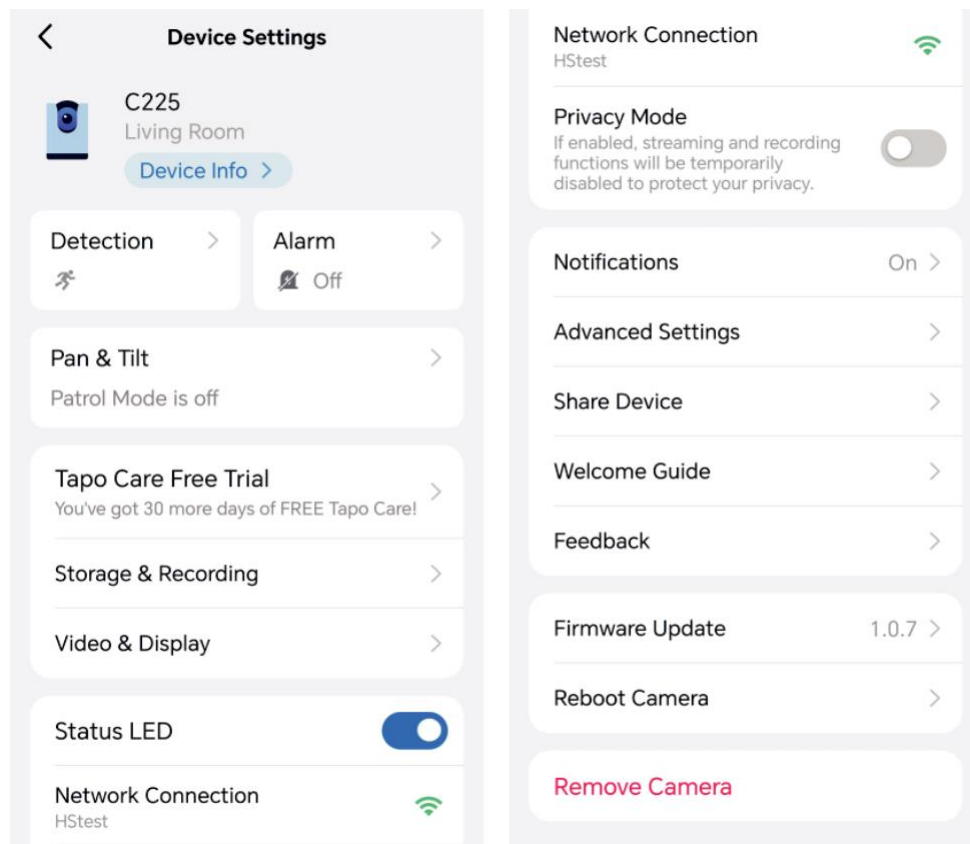 Device Settings
C225
Living Room
Device Info
Detection
Alarm
Off
Pan & Tilt
Patrol Mode is off
Tapo Care Free Trial
You've got 30 more days of FREE Tapo Care!
Storage & Recording
Video & Display
Status LED
Network Connection
HStest
Network Connection
HStest
Privacy Mode
If enabled, streaming and recording
functions will be temporarily
disabled to protect your privacy.
Notifications On
Advanced Settings
Share Device
Welcome Guide
Feedback
Firmware Update 1.0.7
Reboot Camera
Remove Camera